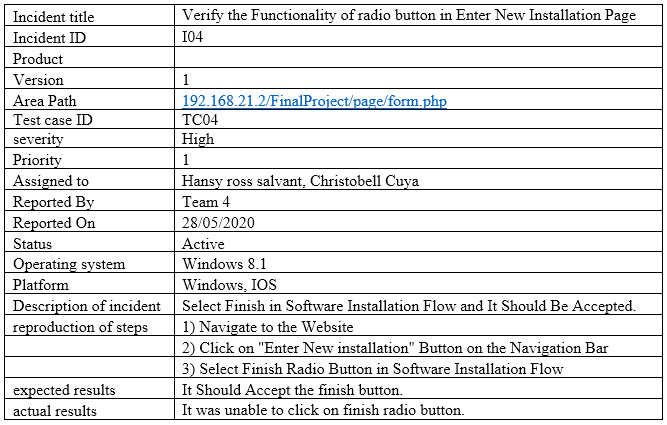 Incident title Verify the Functionality of radio button in Enter New Installation Page
Incident ID I04
Product
Version 1
Area Path 192.168.21.2/FinalProject/page/form.php
Test case ID TC04
severity High
Priority 1
Assigned to Hansy ross salvant, Christobell Cuya
Reported By Team 4
Reported On 28/05/2020
Status Active
Operating system Windows 8.1
Platform Windows, IOS
Description of incident Select Finish in Software Installation Flow and It Should Be Accepted.
reproduction of steps 1) Navigate to the Website
2) Click on "Enter New installation" Button on the Navigation Bar
3) Select Finish Radio Button in Software Installation Flow
expected results It Should Accept the finish button.
actual results It was unable to click on finish radio button.